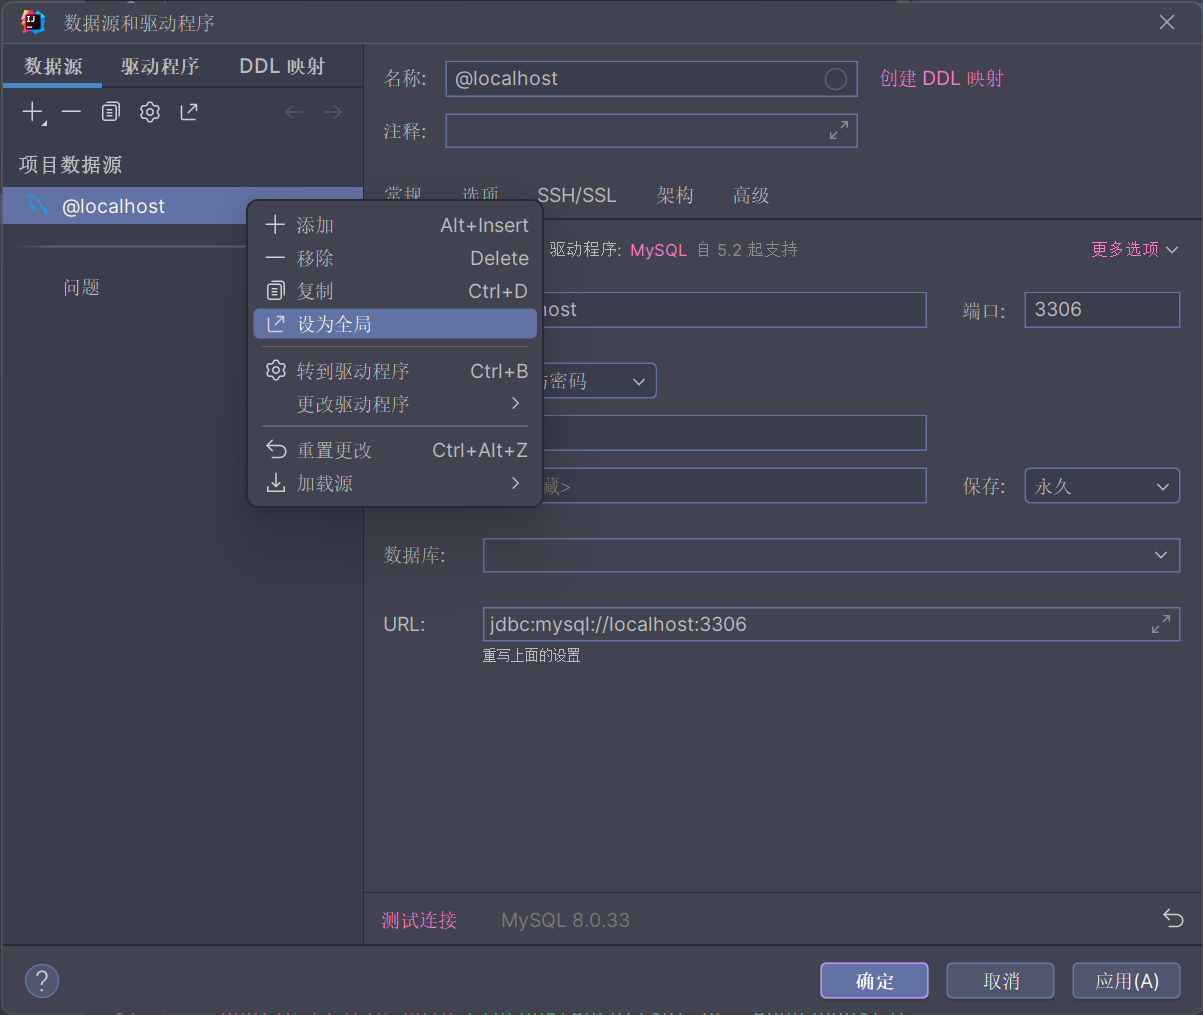 数据源和驱动程序
数据源 驱动程序 DDL 映射
项目数据源
@localhost
问题
名称: @localhost 创建 DDL 映射
注释:
常规 选项 SSH/SSL 架构 高级
驱动程序: MySQL 自 5.2 起支持 更多选项
添加 Alt+Insert
移除 Delete
复制 Ctrl+D
设为全局
转到驱动程序 Ctrl+B
更改驱动程序
重置更改 Ctrl+Alt+Z
加载源
端口: 3306
密码
藏>
保存: 永久
数据库:
URL: jdbc:mysql://localhost:3306
重写上面的设置
测试连接 MySQL 8.0.33
? 确定 取消 应用(A)